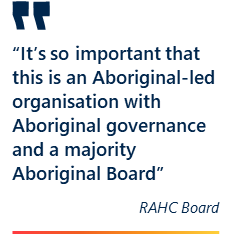 “It’s so important that
this is an Aboriginal-led
organisation with
Aboriginal governance
and a majority
Aboriginal Board”
RAHC Board